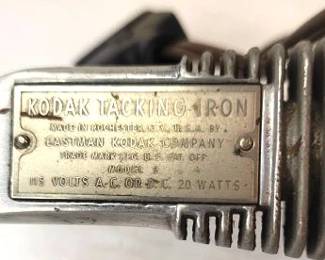 KODAK TACKING IRON
MADE IN ROCHESTER, N.Y., U.S.A. BY
EASTMAN KODAK COMPANY
TRADE MARK REG. U.S. PAT. OFF.
MODEL
115 VOLTS A.C. OR D.C. 20 WATTS